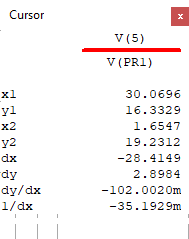 Cursor x
V(5)
V(PR1)
x1 30.0696
y1 16.3329
x2 1.6547
y2 19.2312
dx -28.4149
dy 2.8984
dy/dx -102.0020m
1/dx -35.1929m